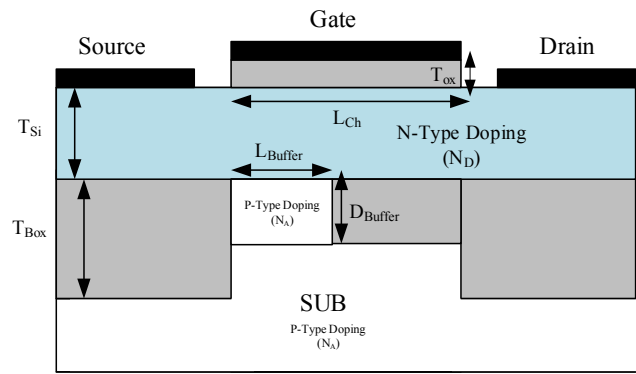 Gate
Source
Drain
Tox
TSi
LCh
N-Type Doping
(ND)
LBuffer
P-Type Doping
(NA)
DBuffer
TBox
SUB
P-Type Doping
(NA)